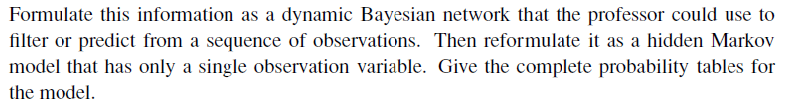 Formulate this information as a dynamic Bayesian network that the professor could use to
filter or predict from a sequence of observations. Then reformulate it as a hidden Markov
model that has only a single observation variable. Give the complete probability tables for
the model.